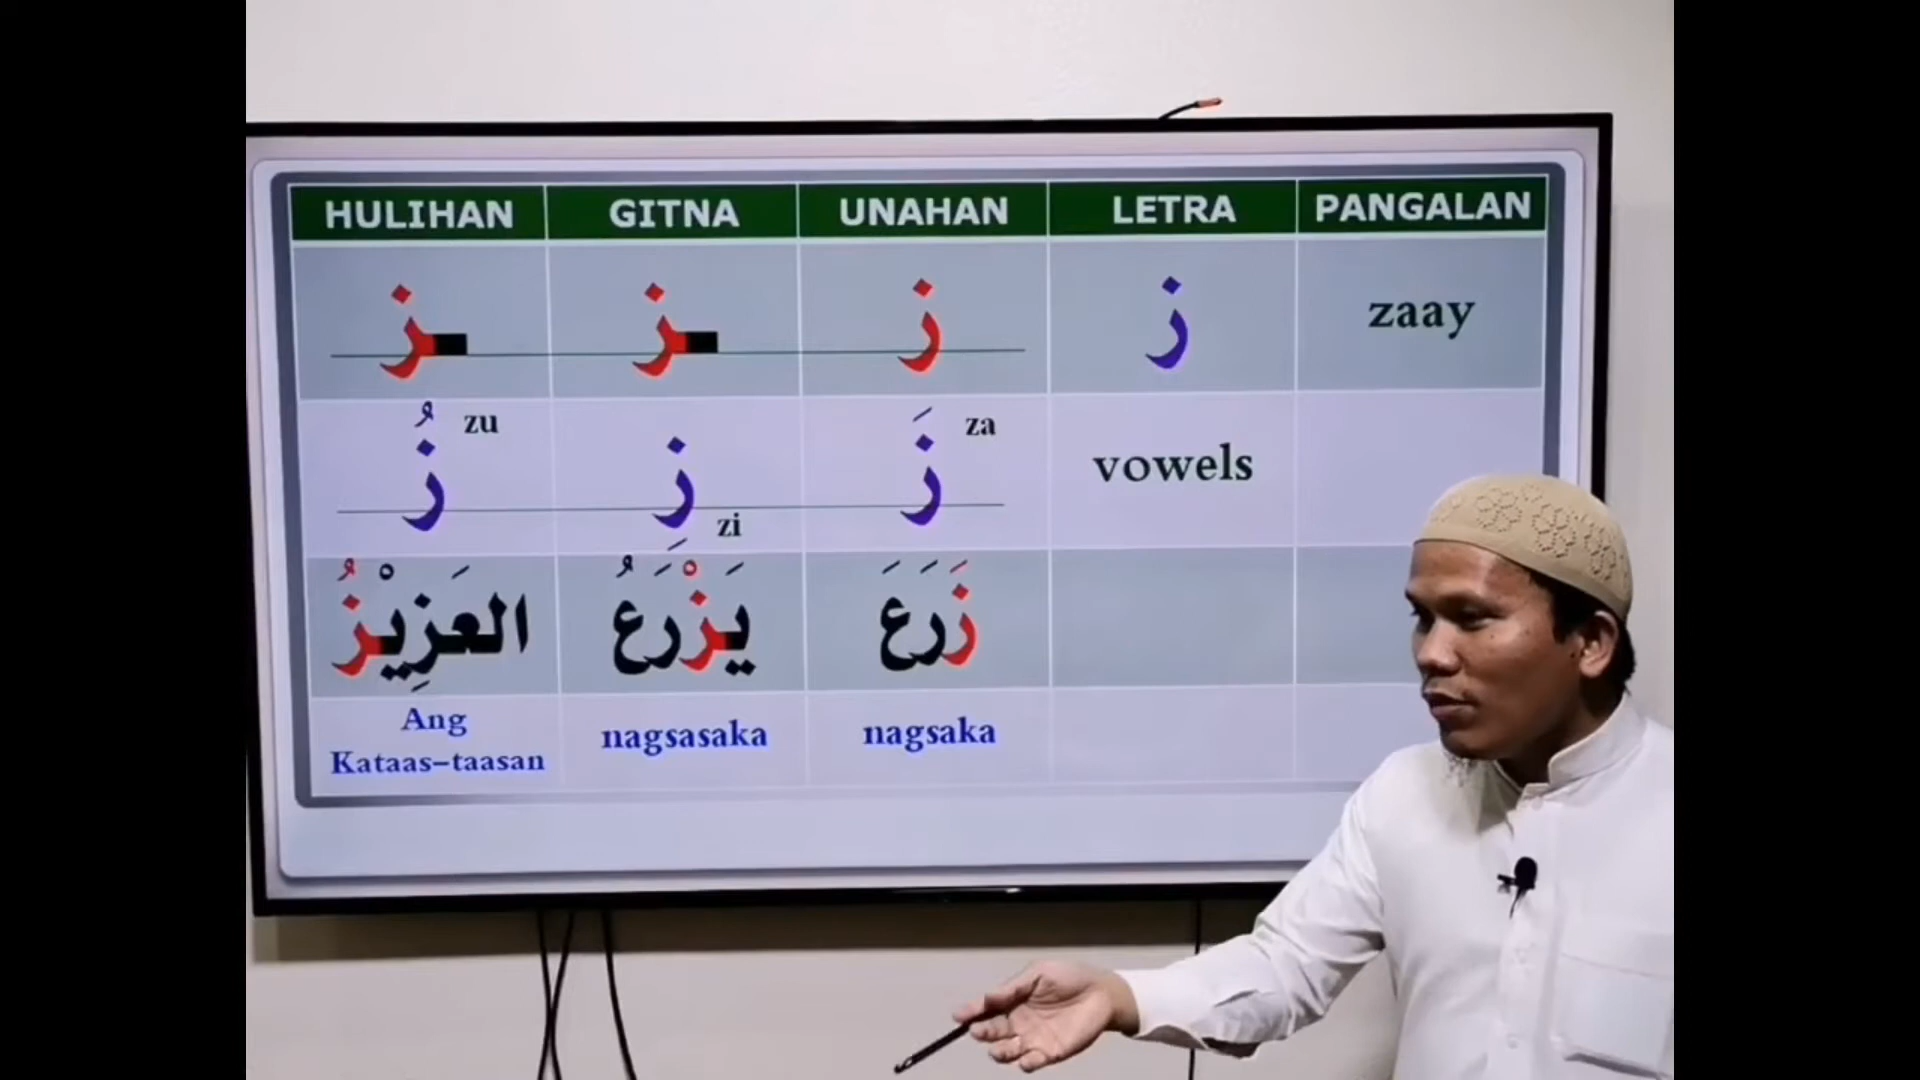 HULIHAN GITNA UNAHAN LETRA PANGALAN
ـز ـز ز ز zaay
زُ zu زِ zi زَ za vowels
العَزِيْزُ يَزْرَعُ زَرَعَ
Ang Kataas-taasan nagsasaka nagsaka